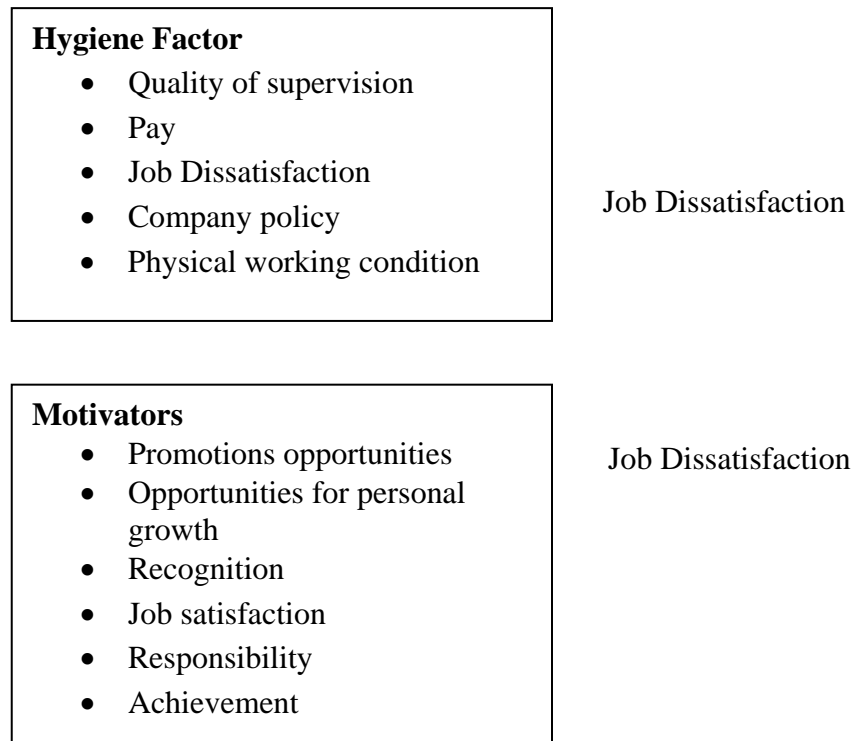 Hygiene Factor
• Quality of supervision
• Pay
• Job Dissatisfaction
• Company policy
• Physical working condition
Job Dissatisfaction
Motivators
• Promotions opportunities
• Opportunities for personal
growth
• Recognition
• Job satisfaction
• Responsibility
• Achievement
Job Dissatisfaction